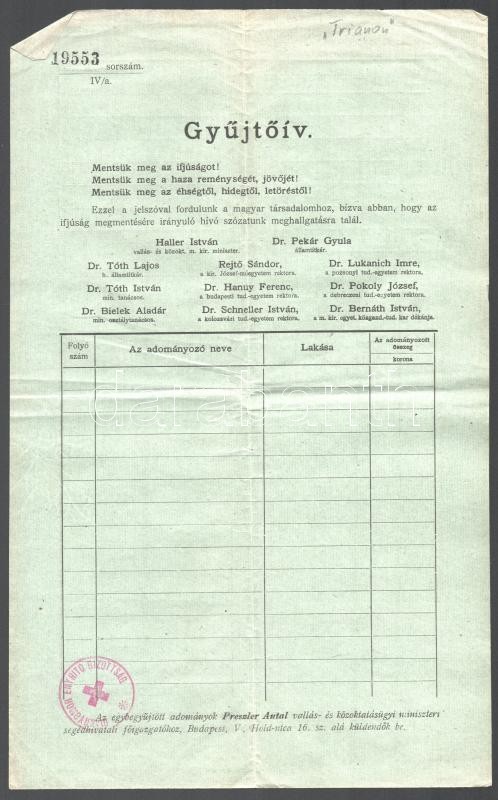 „Trianon"
19553 sorszám.
IV/a.
Gyűjtőív.
Mentsük meg az ifjúságot!
Mentsük meg a haza reménységét, jövőjét!
Mentsük meg az éhségtől, hidegtől, letöréstől!
Ezzel a jelszóval fordulunk a magyar társadalomhoz, bízva abban, hogy az
ifjúság megmentésére irányuló hívó szózatunk meghallgatásra talál.
Haller István Dr. Pekár Gyula
vallás- és közokt. m. kir. miniszter. államtitkár.
Dr. Tóth Lajos Rejtő Sándor, Dr. Lukanich Imre,
h. államtitkár. a kir. József-műegyetem rektora. a pozsonyi tud.-egyetem rektora.
Dr. Tóth István Dr. Hanuy Ferenc, Dr. Pokoly József,
min. tanácsos. a budapesti tud.-egyetem rektora. a debreczeni tud.-egyetem rektora.
Dr. Bielek Aladár Dr. Schneller István, Dr. Bernáth István,
min. osztálytanácsos. a kolozsvári tud.-egyetem rektora. a m. kir. egyet. közgazd.-tud. kar dékánja.
Folyó szám Az adományozó neve Lakása Az adományozott összeg
korona
darabanth
BIZOTTSÁG
Az egybegyűjtött adományok Preszler Antal vallás- és közoktatásügyi miniszteri
segédhivatali főigazgatóhoz, Budapest, V., Hold-utca 16. sz. alá küldendők be.